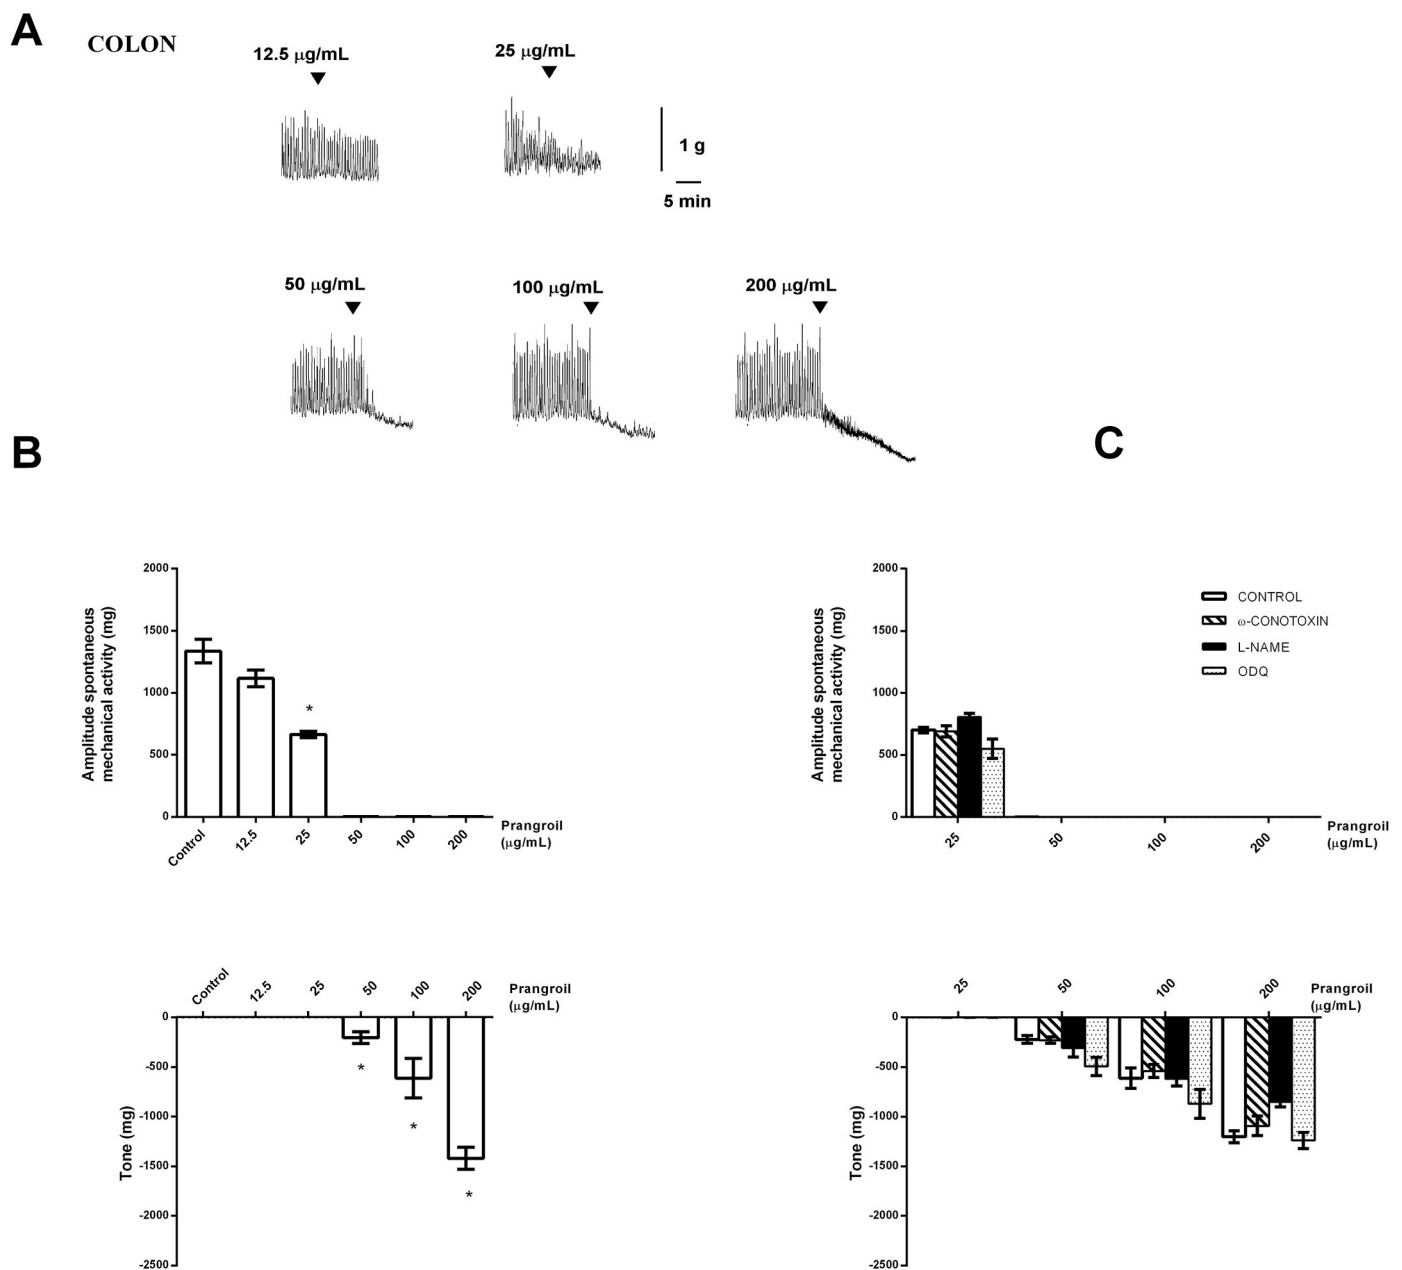 A
COLON
12.5 μg/mL
25 μg/mL
1 g
5 min
50 μg/mL
100 μg/mL
200 μg/mL
B
C
2000
1500
1000
500
0
Amplitude spontaneous
mechanical activity (mg)
*
Control
12.5
25
50
100
200
Prangroil
(μg/mL)
2000
1500
1000
500
0
Amplitude spontaneous
mechanical activity (mg)
CONTROL
ω-CONOTOXIN
L-NAME
ODQ
25
50
100
200
Prangroil
(μg/mL)
Control
12.5
25
50
100
200
Prangroil
(μg/mL)
0
-500
-1000
-1500
-2000
-2500
Tone (mg)
*
*
*
25
50
100
200
Prangroil
(μg/mL)
0
-500
-1000
-1500
-2000
-2500
Tone (mg)